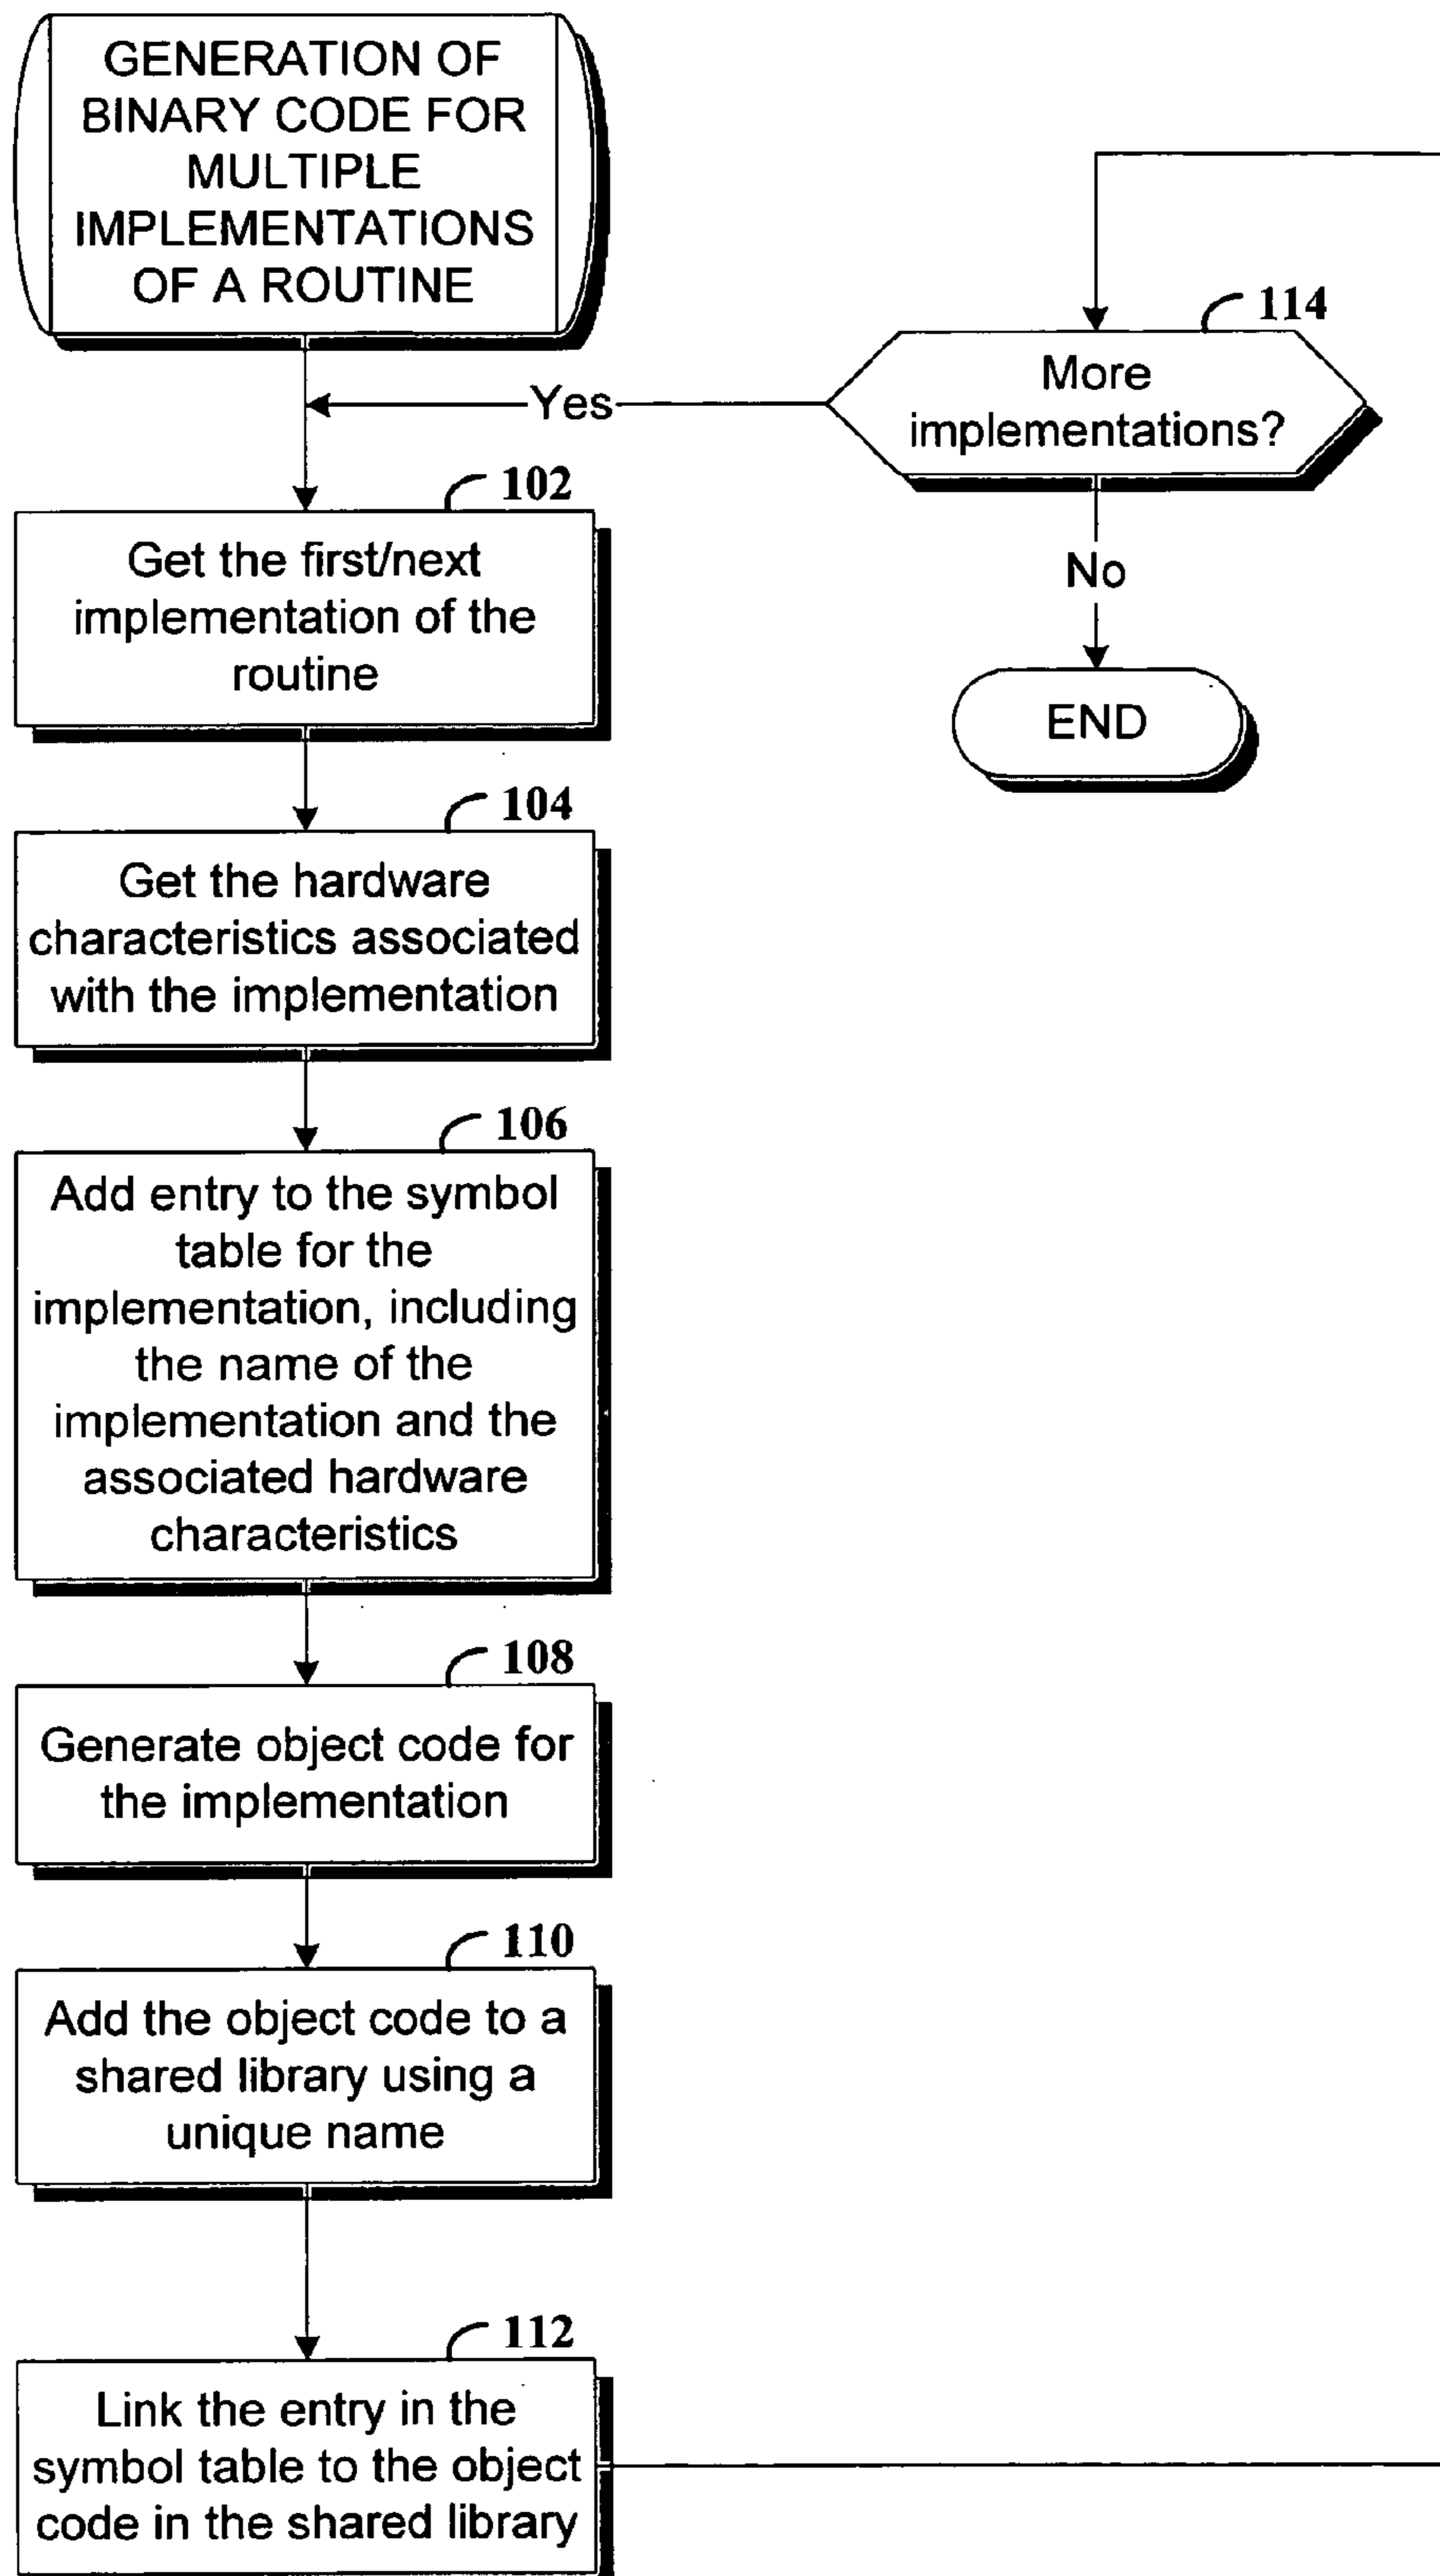 GENERATION OF
BINARY CODE FOR
MULTIPLE
IMPLEMENTATIONS
OF A ROUTINE
102
Get the first/next
implementation of the
routine
104
Get the hardware
characteristics associated
with the implementation
106
Add entry to the symbol
table for the
implementation, including
the name of the
implementation and the
associated hardware
characteristics
108
Generate object code for
the implementation
110
Add the object code to a
shared library using a
unique name
112
Link the entry in the
symbol table to the object
code in the shared library
114
More
implementations?
Yes
No
END